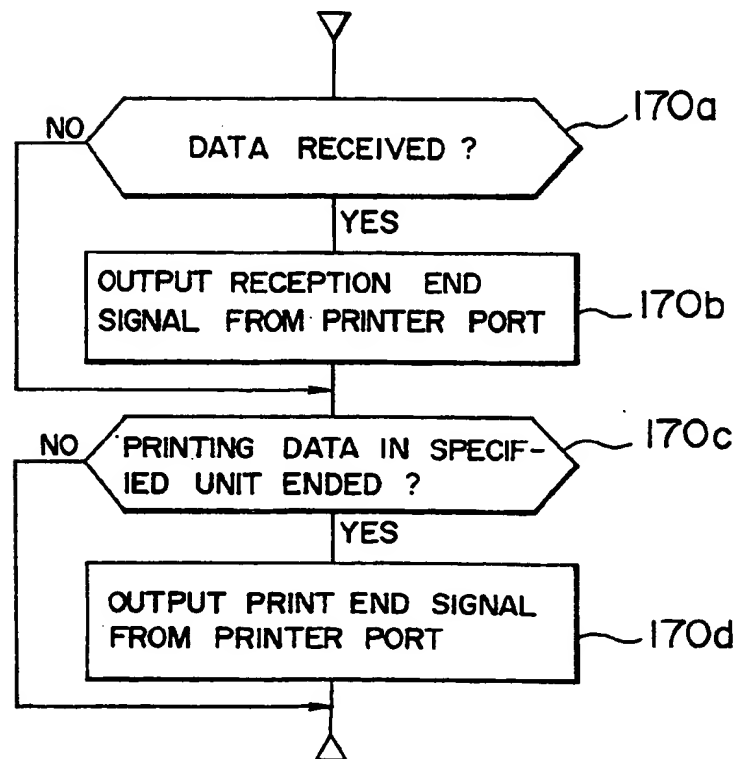 170a
NO
DATA RECEIVED ?
YES
OUTPUT RECEPTION END
SIGNAL FROM PRINTER PORT
170b
NO
PRINTING DATA IN SPECIF-
IED UNIT ENDED ?
170c
YES
OUTPUT PRINT END SIGNAL
FROM PRINTER PORT
170d